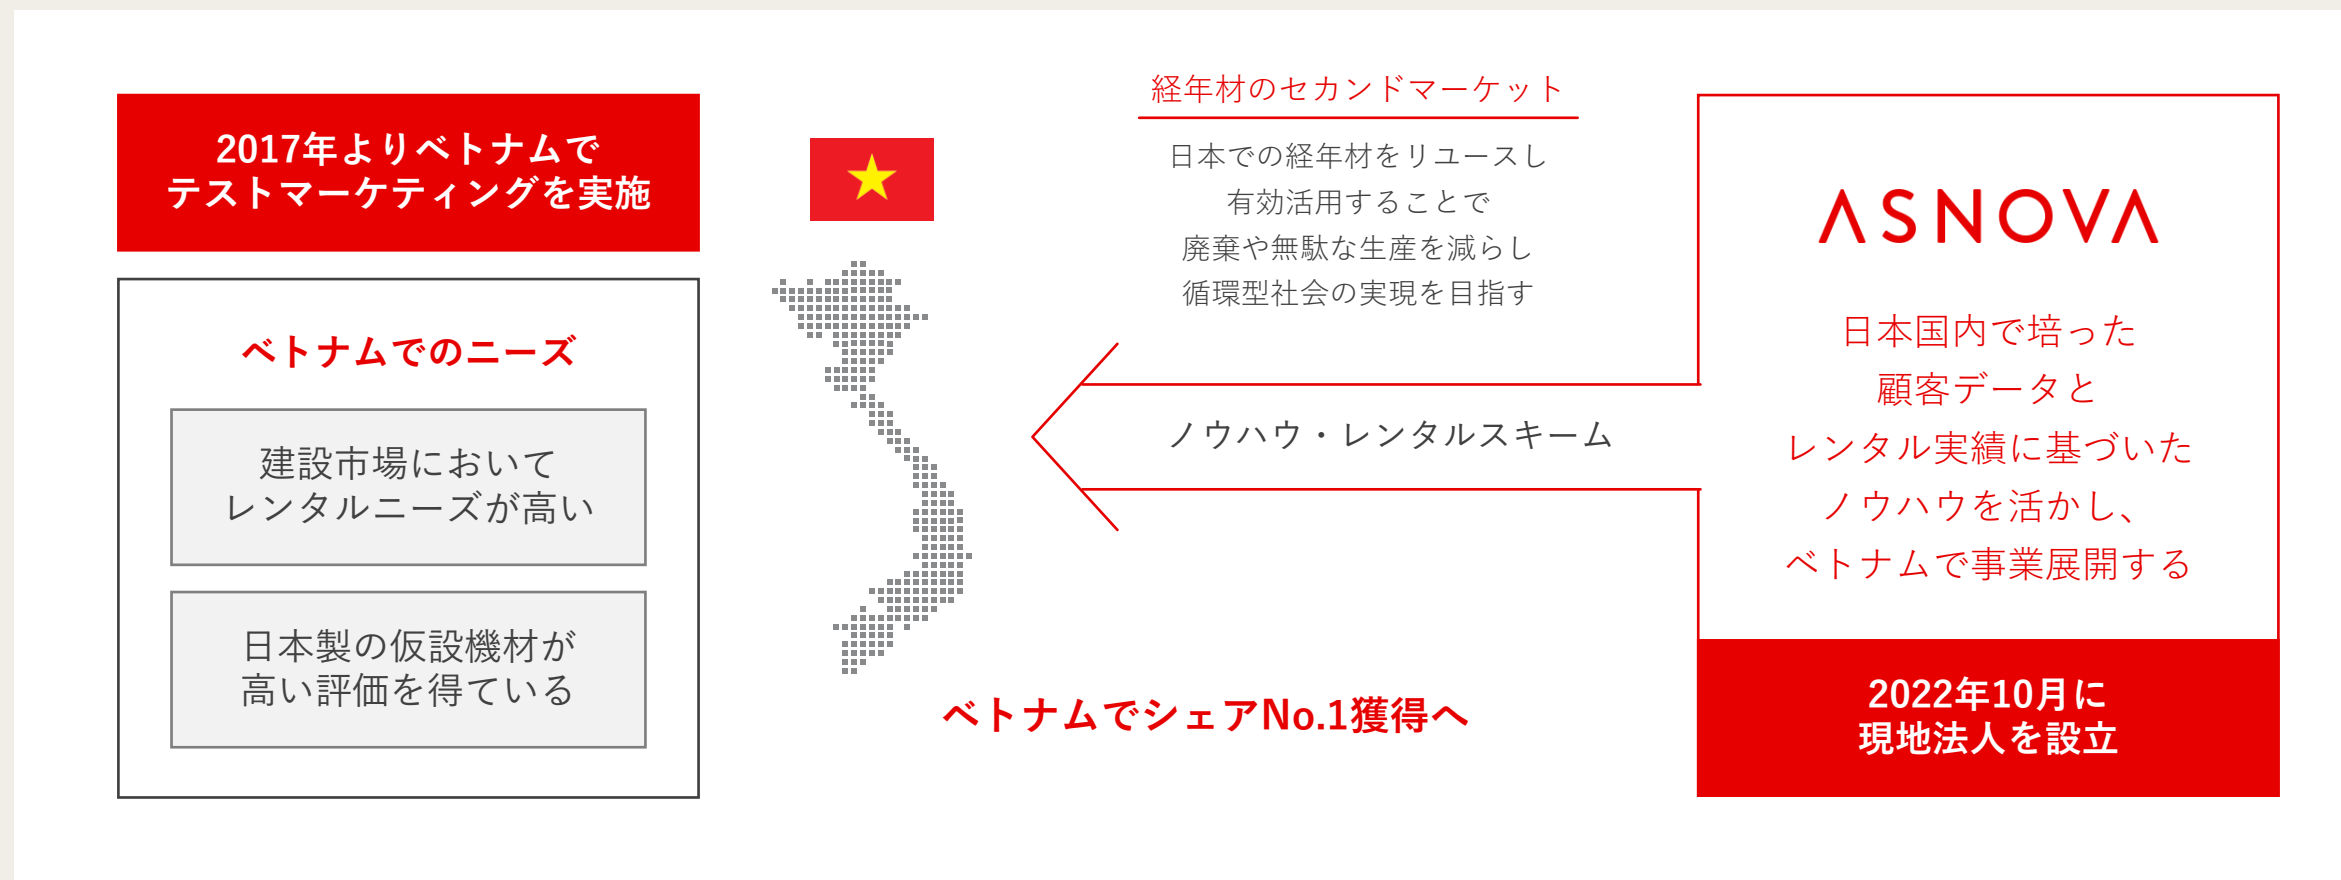 2017年よりベトナムで
テストマーケティングを実施
ベトナムでのニーズ
建設市場において
レンタルニーズが高い
日本製の仮設機材が
高い評価を得ている
経年材のセカンドマーケット
日本での経年材をリユースし
有効活用することで
廃棄や無駄な生産を減らし
循環型社会の実現を目指す
ノウハウ・レンタルスキーム
ベトナムでシェアNo.1獲得へ
ASNOVA
日本国内で培った
顧客データと
レンタル実績に基づいた
ノウハウを活かし、
ベトナムで事業展開する
2022年10月に
現地法人を設立